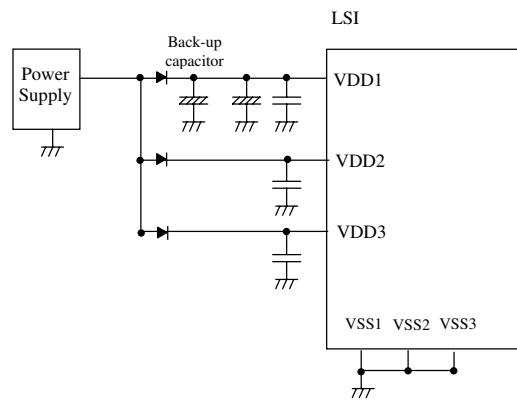 LSI
Back-up
capacitor
Power
Supply
VDD1
VDD2
VDD3
VSS1 VSS2 VSS3